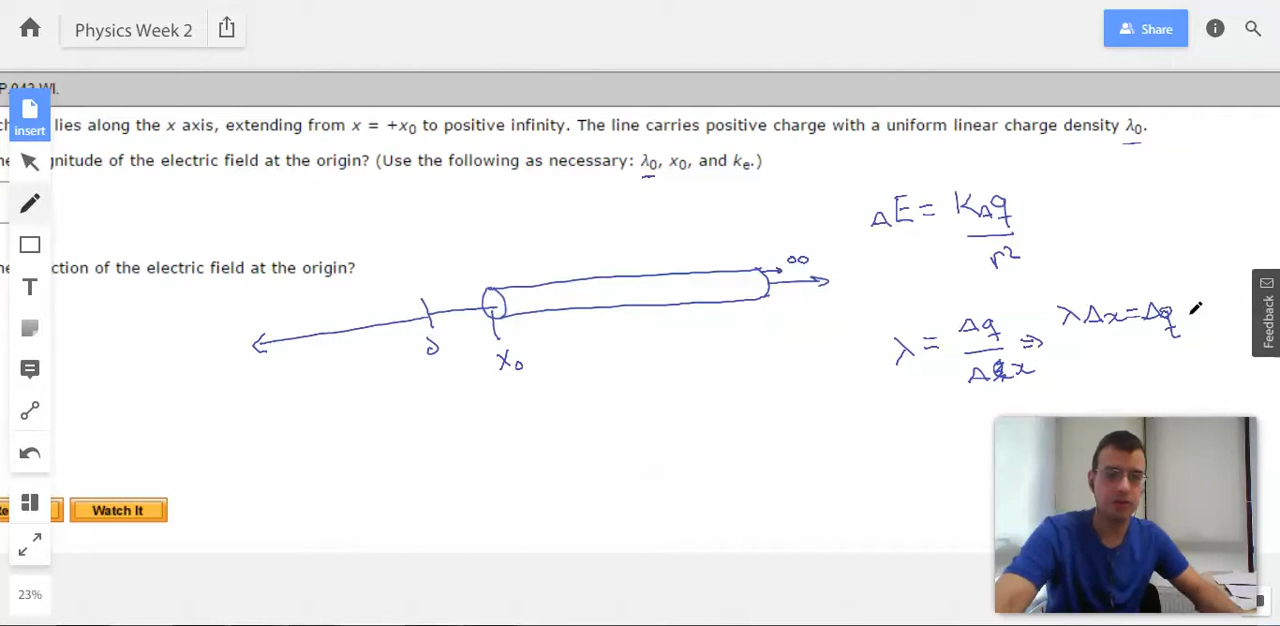 Physics Week 2
Share
P.043.WI.
insert
lies along the x axis, extending from x = +x₀ to positive infinity. The line carries positive charge with a uniform linear charge density λ₀.
gnitude of the electric field at the origin? (Use the following as necessary: λ₀, x₀, and kₑ.)
ΔE = KΔq
r²
ction of the electric field at the origin?
∞
λ = Δq / Δx ⇒ λΔx = Δq
0
x₀
T
Watch It
23%
Feedback